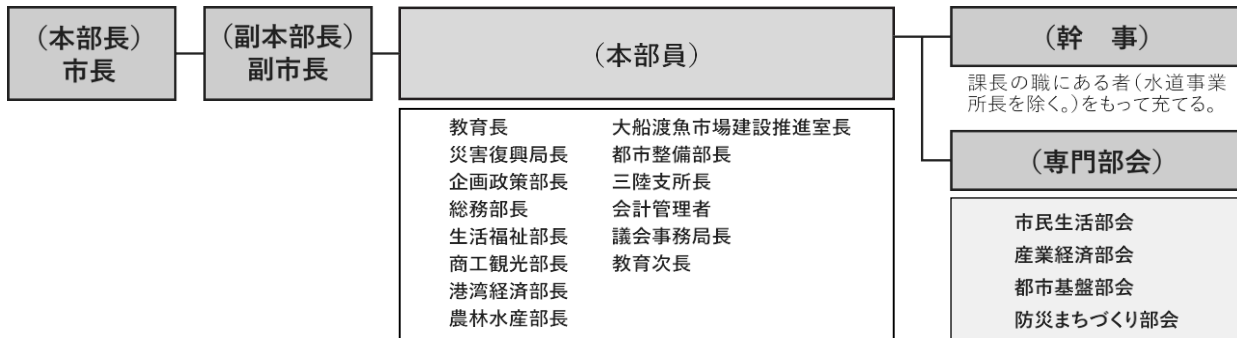 （本部長）
市長
（副本部長）
副市長
（本部員）
教育長
災害復興局長
企画政策部長
総務部長
生活福祉部長
商工観光部長
港湾経済部長
農林水産部長
大船渡魚市場建設推進室長
都市整備部長
三陸支所長
会計管理者
議会事務局長
教育次長
（幹　事）
課長の職にある者（水道事業
所長を除く。）をもって充てる。
（専門部会）
市民生活部会
産業経済部会
都市基盤部会
防災まちづくり部会